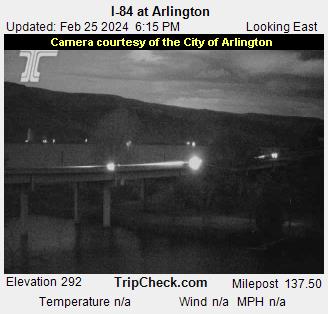 I-84 at Arlington
Updated: Feb 25 2024 6:15 PM Looking East
Camera courtesy of the City of Arlington
Elevation 292 TripCheck.com Milepost 137.50
Temperature n/a Wind n/a MPH n/a